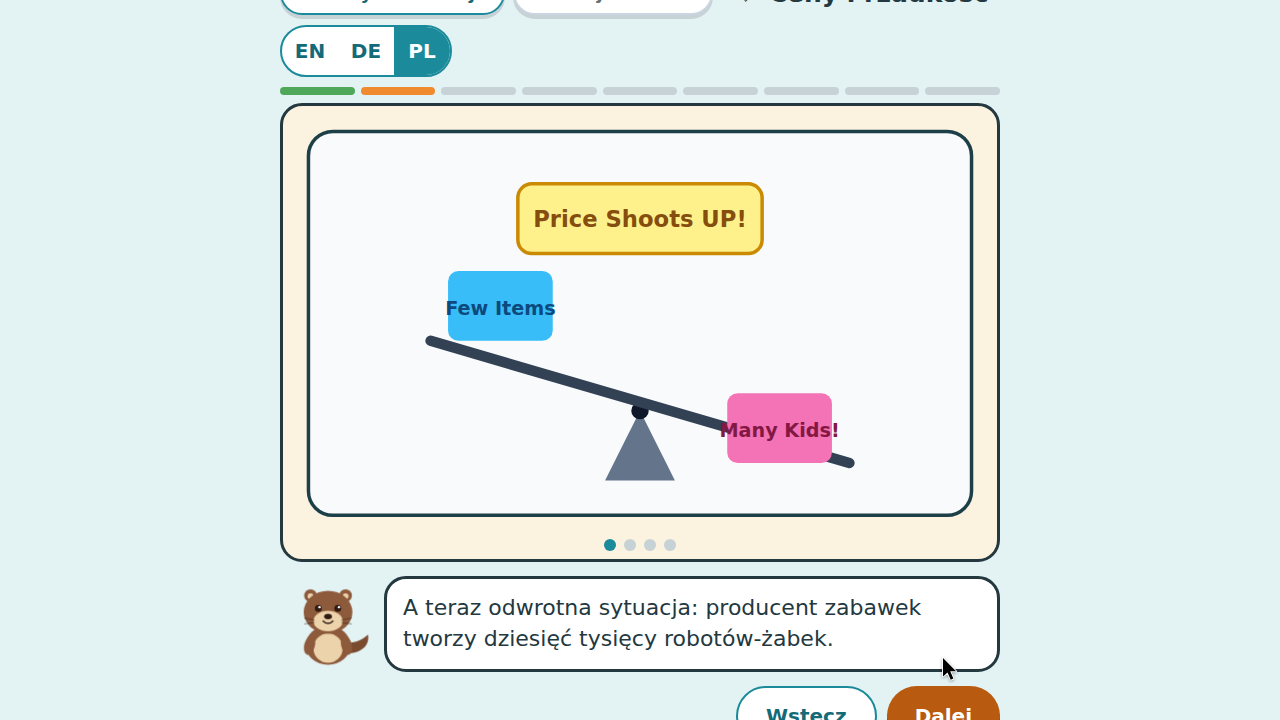 EN DE PL
Price Shoots UP!
Few Items
Many Kids!
A teraz odwrotna sytuacja: producent zabawek
tworzy dziesięć tysięcy robotów-żabek.
Wstecz Dalej